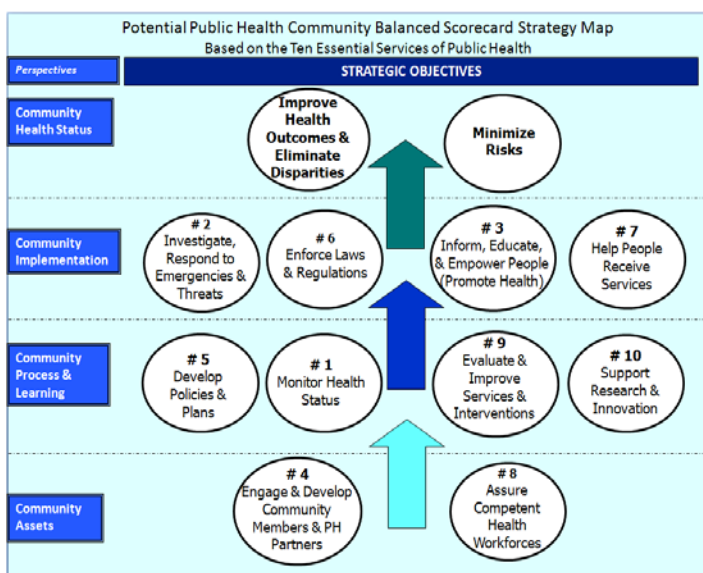 Potential Public Health Community Balanced Scorecard Strategy Map
Based on the Ten Essential Services of Public Health
Perspectives
STRATEGIC OBJECTIVES
Community
Health Status
Improve
Health
Outcomes &
Eliminate
Disparities
Minimize
Risks
Community
Implementation
# 2
Investigate,
Respond to
Emergencies &
Threats
# 6
Enforce Laws
& Regulations
# 3
Inform, Educate,
& Empower People
(Promote Health)
# 7
Help People
Receive
Services
Community
Process &
Learning
# 5
Develop
Policies &
Plans
# 1
Monitor Health
Status
# 9
Evaluate &
Improve
Services &
Interventions
# 10
Support
Research &
Innovation
Community
Assets
# 4
Engage & Develop
Community
Members & PH
Partners
# 8
Assure
Competent
Health
Workforces